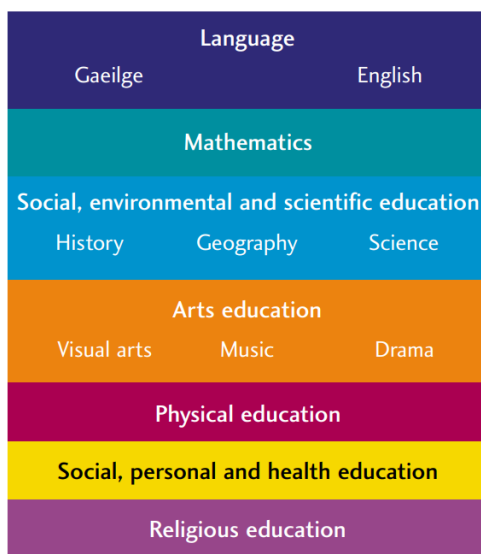 Language
Gaeilge English
Mathematics
Social, environmental and scientific education
History Geography Science
Arts education
Visual arts Music Drama
Physical education
Social, personal and health education
Religious education